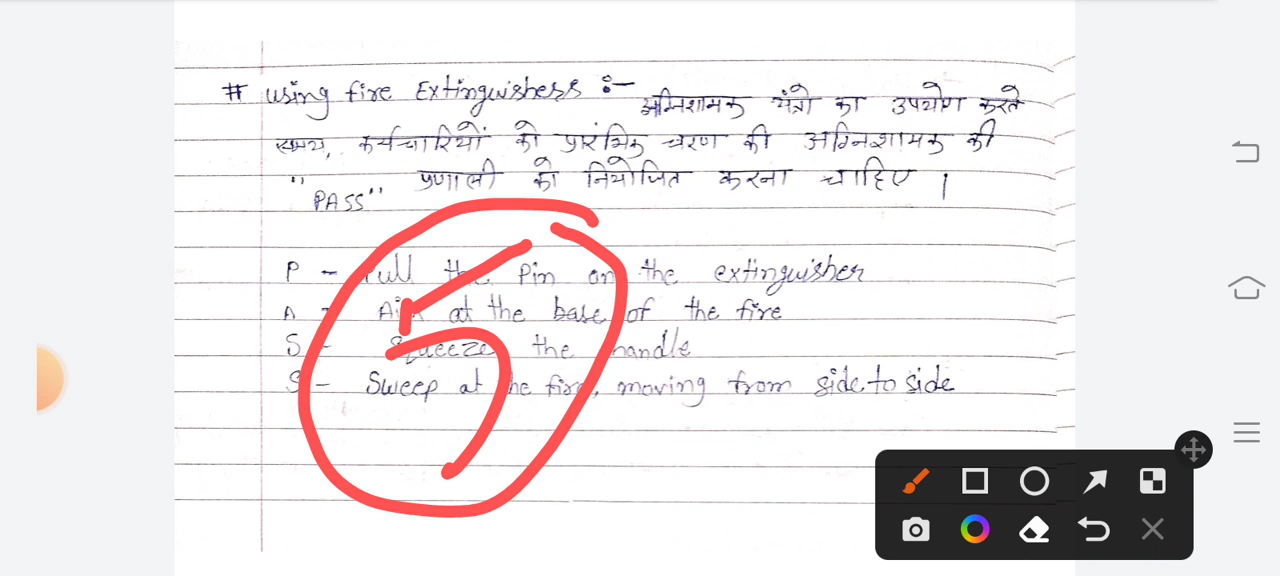 # Using fire Extinguishers :- अग्निशामक यंत्रो का उपयोग करते
समय, कर्मचारियों को प्रारंभिक चरण की अग्निशामक की
"PASS" प्रणाली को नियोजित करना चाहिए ।
P - Pull the Pin on the extinguisher
A - Aim at the base of the fire
S - Squeeze the handle
S - Sweep at the fire, moving from side to side
5